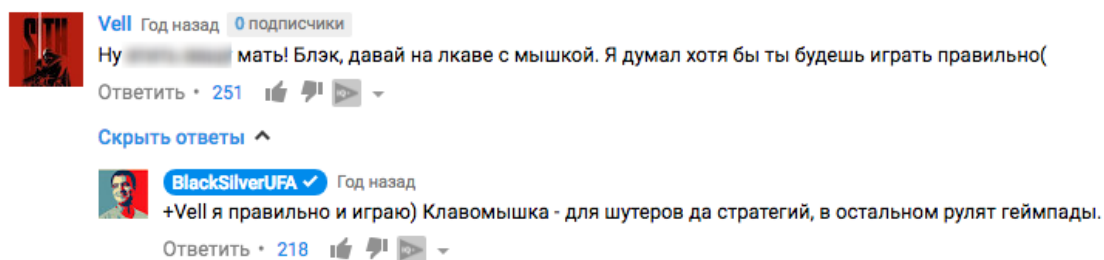 Vell Год назад 0 подписчики
Ну мать! Блэк, давай на лкаве с мышкой. Я думал хотя бы ты будешь играть правильно(
Ответить • 251
Скрыть ответы
BlackSilverUFA Год назад
+Vell я правильно и играю) Клавомышка - для шутеров да стратегий, в остальном рулят геймпады.
Ответить • 218